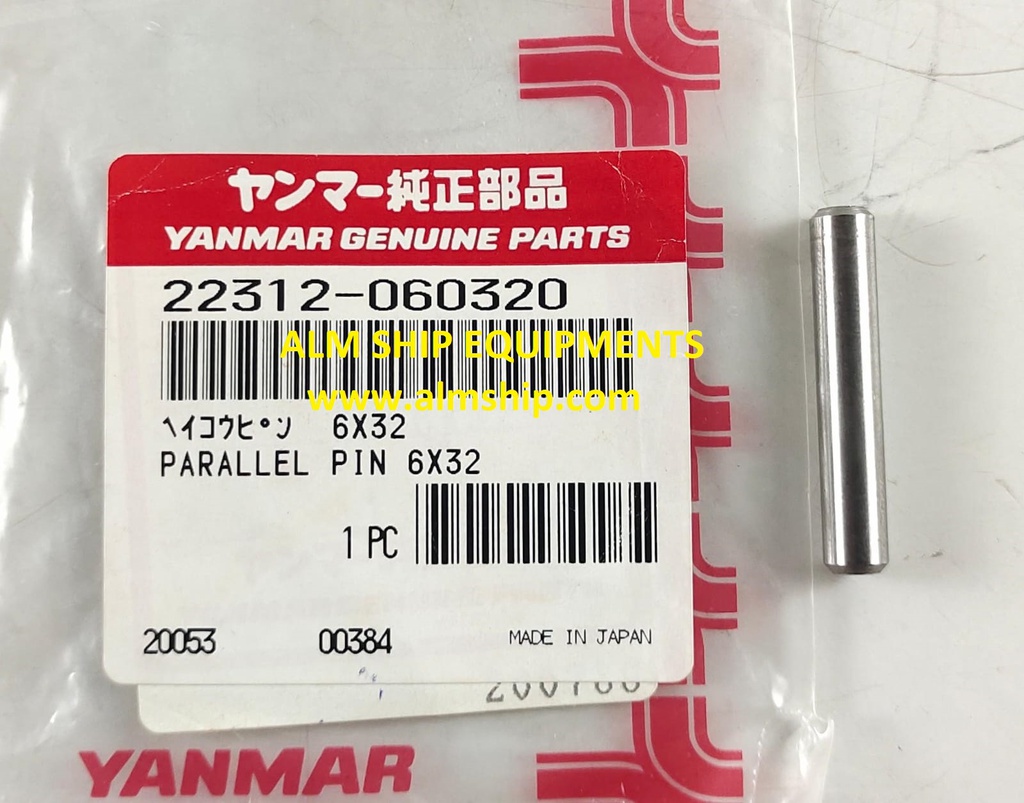 ヤンマー純正部品
YANMAR GENUINE PARTS
22312-060320
ALM SHIP EQUIPMENTS
www.almship.com
ﾍｲｺｳﾋﾟﾝ 6X32
PARALLEL PIN 6X32
1 PC
20053 00384 MADE IN JAPAN
YANMAR